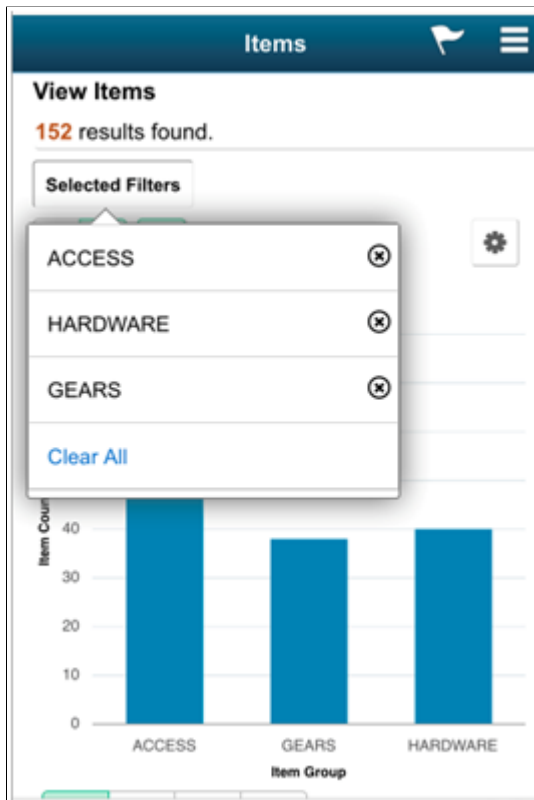 Items
View Items
152 results found.
Selected Filters
ACCESS
HARDWARE
GEARS
Clear All
Item Coun
40
30
20
10
0
ACCESS GEARS HARDWARE
Item Group